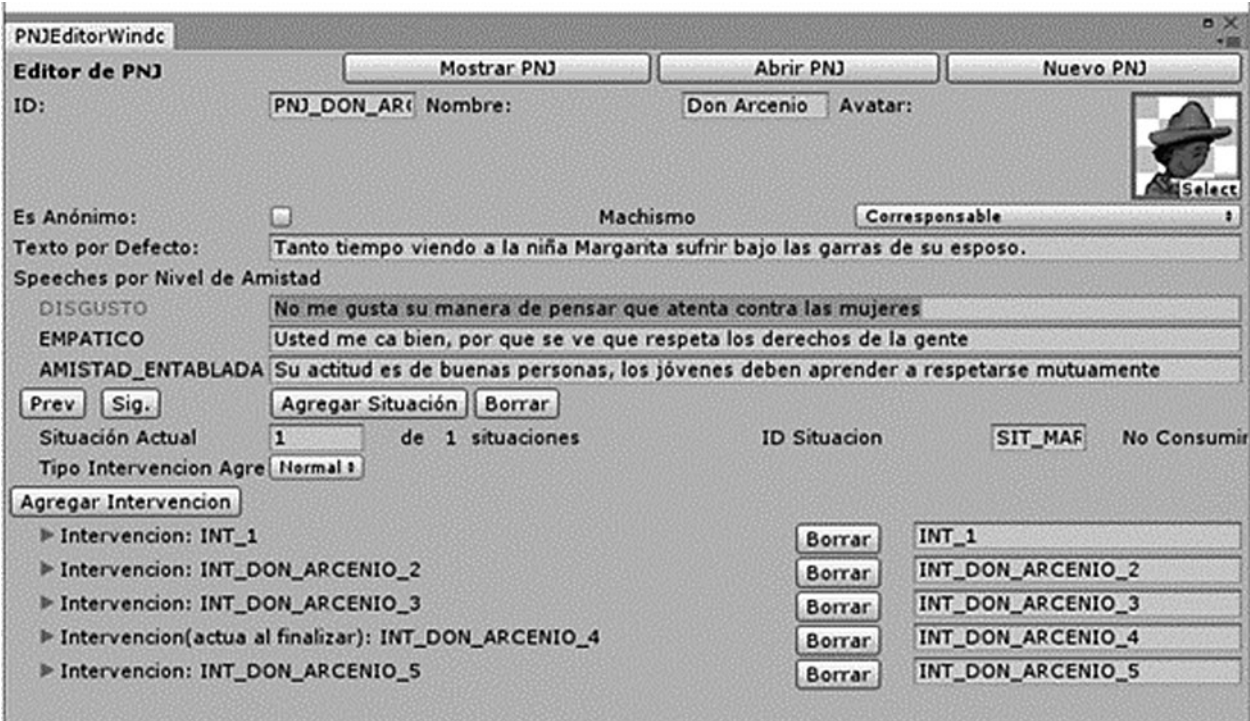 PNJEditorWindc
Editor de PNJ Mostrar PNJ Abrir PNJ Nuevo PNJ
ID: PNJ_DON_AR( Nombre: Don Arcenio Avatar:
Select
Es Anónimo: Machismo Corresponsable
Texto por Defecto: Tanto tiempo viendo a la niña Margarita sufrir bajo las garras de su esposo.
Speeches por Nivel de Amistad
DISGUSTO No me gusta su manera de pensar que atenta contra las mujeres
EMPATICO Usted me ca bien, por que se ve que respeta los derechos de la gente
AMISTAD_ENTABLADA Su actitud es de buenas personas, los jóvenes deben aprender a respetarse mutuamente
Prev Sig. Agregar Situación Borrar
Situación Actual 1 de 1 situaciones ID Situacion SIT_MAR No Consumir
Tipo Intervencion Agre Normal
Agregar Intervencion
Intervencion: INT_1 Borrar INT_1
Intervencion: INT_DON_ARCENIO_2 Borrar INT_DON_ARCENIO_2
Intervencion: INT_DON_ARCENIO_3 Borrar INT_DON_ARCENIO_3
Intervencion(actua al finalizar): INT_DON_ARCENIO_4 Borrar INT_DON_ARCENIO_4
Intervencion: INT_DON_ARCENIO_5 Borrar INT_DON_ARCENIO_5